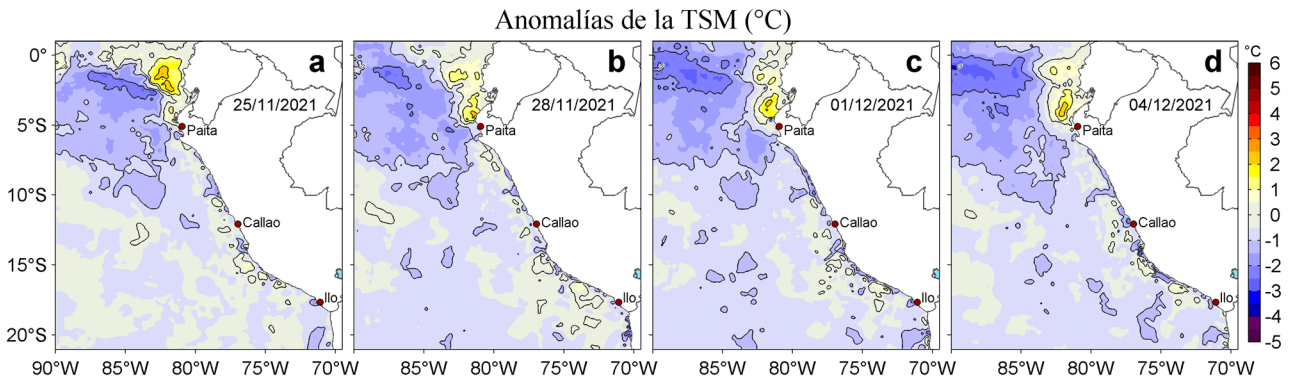 Anomalías de la TSM (°C)
a
25/11/2021
Paita
Callao
Ilo
b
28/11/2021
Paita
Callao
Ilo
c
01/12/2021
Paita
Callao
Ilo
d
04/12/2021
Paita
Callao
Ilo
0°
5°S
10°S
15°S
20°S
90°W 85°W 80°W 75°W 70°W
85°W 80°W 75°W 70°W
85°W 80°W 75°W 70°W
85°W 80°W 75°W 70°W
°C
6
5
4
3
2
1
0
-1
-2
-3
-4
-5